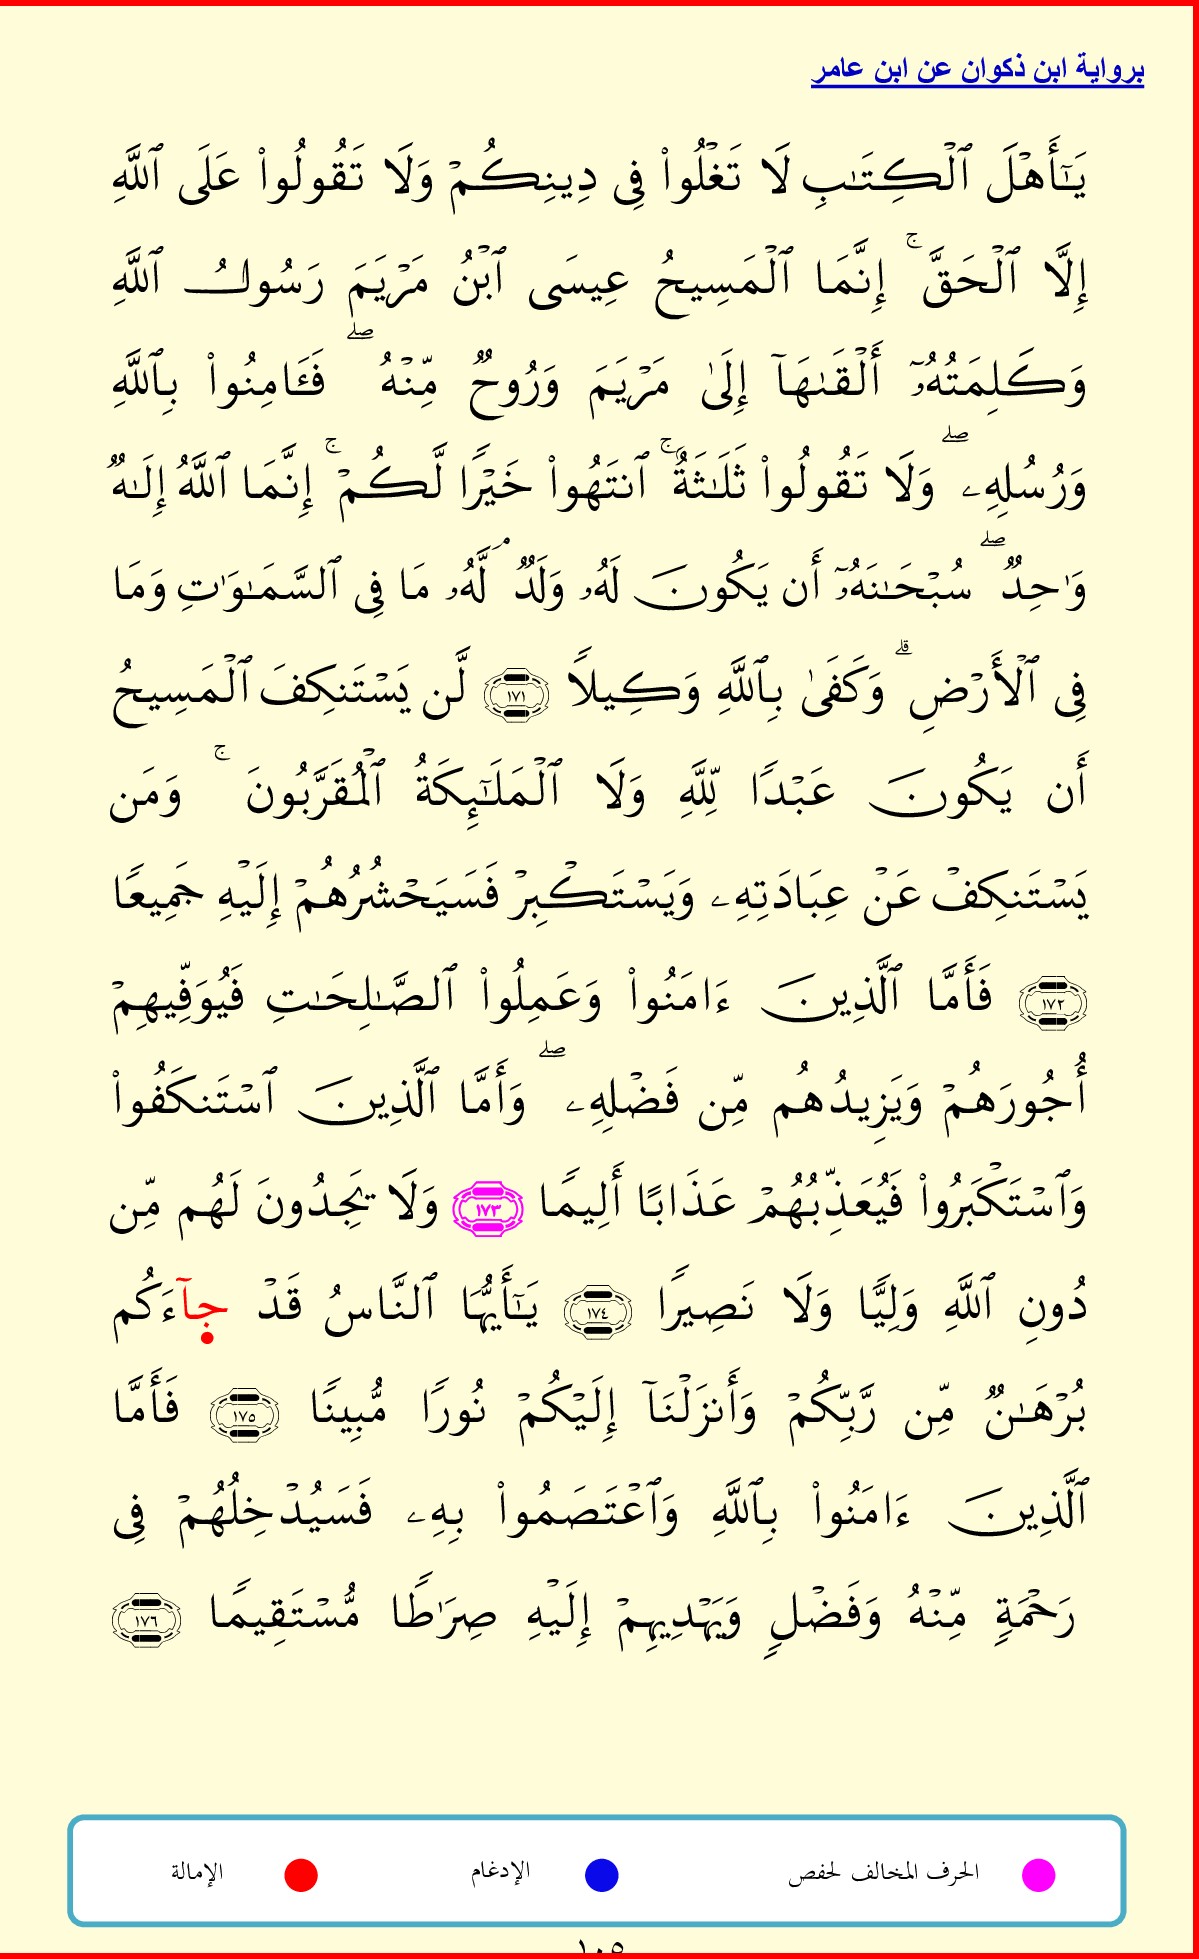 برواية ابن ذكوان عن ابن عامر
يَـٰٓأَهْلَ ٱلْكِتَـٰبِ لَا تَغْلُوا۟ فِى دِينِكُمْ وَلَا تَقُولُوا۟ عَلَى ٱللَّهِ
إِلَّا ٱلْحَقَّ ۚ إِنَّمَا ٱلْمَسِيحُ عِيسَى ٱبْنُ مَرْيَمَ رَسُولُ ٱللَّهِ
وَكَلِمَتُهُۥٓ أَلْقَىٰهَآ إِلَىٰ مَرْيَمَ وَرُوحٌ مِّنْهُ ۖ فَـَٔامِنُوا۟ بِٱللَّهِ
وَرُسُلِهِۦ ۖ وَلَا تَقُولُوا۟ ثَلَـٰثَةٌ ۚ ٱنتَهُوا۟ خَيْرًا لَّكُمْ ۚ إِنَّمَا ٱللَّهُ إِلَـٰهٌ
وَٰحِدٌ ۖ سُبْحَـٰنَهُۥٓ أَن يَكُونَ لَهُۥ وَلَدٌ ۘ لَّهُۥ مَا فِى ٱلسَّمَـٰوَٰتِ وَمَا
فِى ٱلْأَرْضِ ۗ وَكَفَىٰ بِٱللَّهِ وَكِيلًا ١٧١ لَّن يَسْتَنكِفَ ٱلْمَسِيحُ
أَن يَكُونَ عَبْدًا لِّلَّهِ وَلَا ٱلْمَلَـٰٓئِكَةُ ٱلْمُقَرَّبُونَ ۚ وَمَن
يَسْتَنكِفْ عَنْ عِبَادَتِهِۦ وَيَسْتَكْبِرْ فَسَيَحْشُرُهُمْ إِلَيْهِ جَمِيعًا
١٧٢ فَأَمَّا ٱلَّذِينَ ءَامَنُوا۟ وَعَمِلُوا۟ ٱلصَّـٰلِحَـٰتِ فَيُوَفِّيهِمْ
أُجُورَهُمْ وَيَزِيدُهُم مِّن فَضْلِهِۦ ۖ وَأَمَّا ٱلَّذِينَ ٱسْتَنكَفُوا۟
وَٱسْتَكْبَرُوا۟ فَيُعَذِّبُهُمْ عَذَابًا أَلِيمًا ١٧٣ وَلَا يَجِدُونَ لَهُم مِّن
دُونِ ٱللَّهِ وَلِيًّا وَلَا نَصِيرًا ١٧٤ يَـٰٓأَيُّهَا ٱلنَّاسُ قَدْ جآءَكُم
بُرْهَـٰنٌ مِّن رَّبِّكُمْ وَأَنزَلْنَآ إِلَيْكُمْ نُورًا مُّبِينًا ١٧٥ فَأَمَّا
ٱلَّذِينَ ءَامَنُوا۟ بِٱللَّهِ وَٱعْتَصَمُوا۟ بِهِۦ فَسَيُدْخِلُهُمْ فِى
رَحْمَةٍ مِّنْهُ وَفَضْلٍ وَيَهْدِيهِمْ إِلَيْهِ صِرَٰطًا مُّسْتَقِيمًا ١٧٦
الحرف المخالف لحفص الإدغام الإمالة
١٠٥